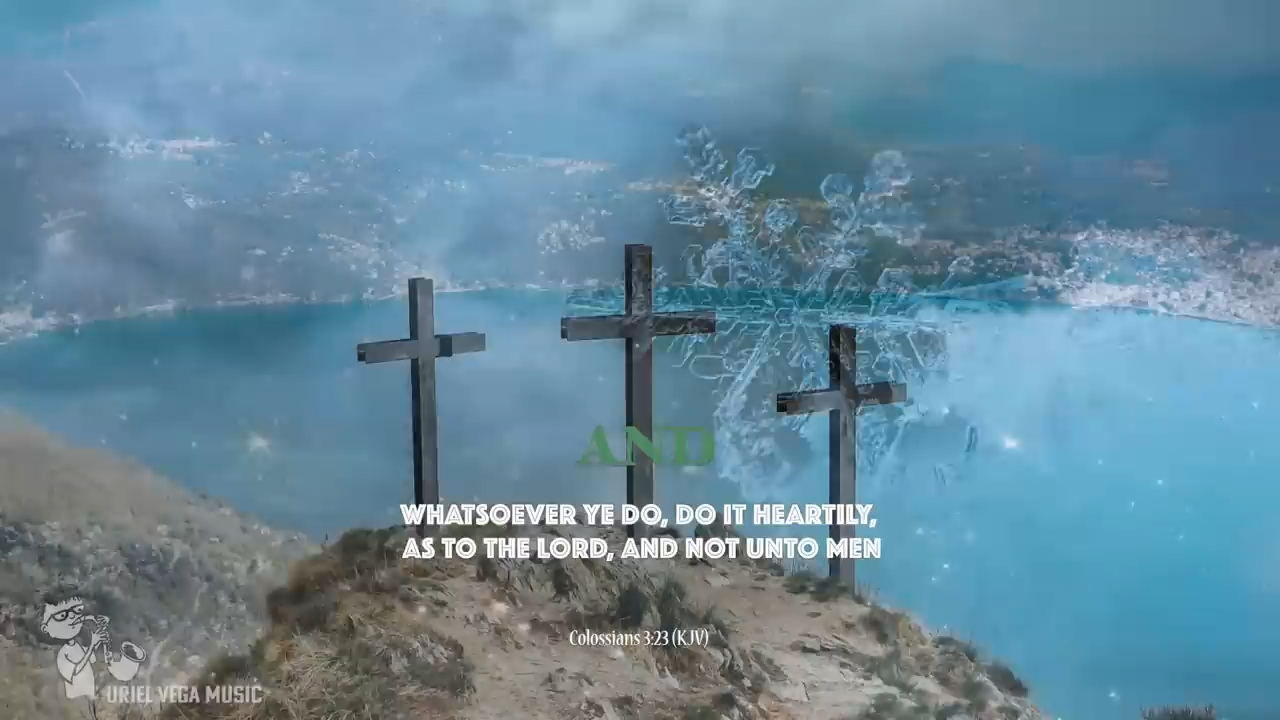 AND
WHATSOEVER YE DO, DO IT HEARTILY,
AS TO THE LORD, AND NOT UNTO MEN
Colossians 3:23 (KJV)
URIEL VEGA MUSIC